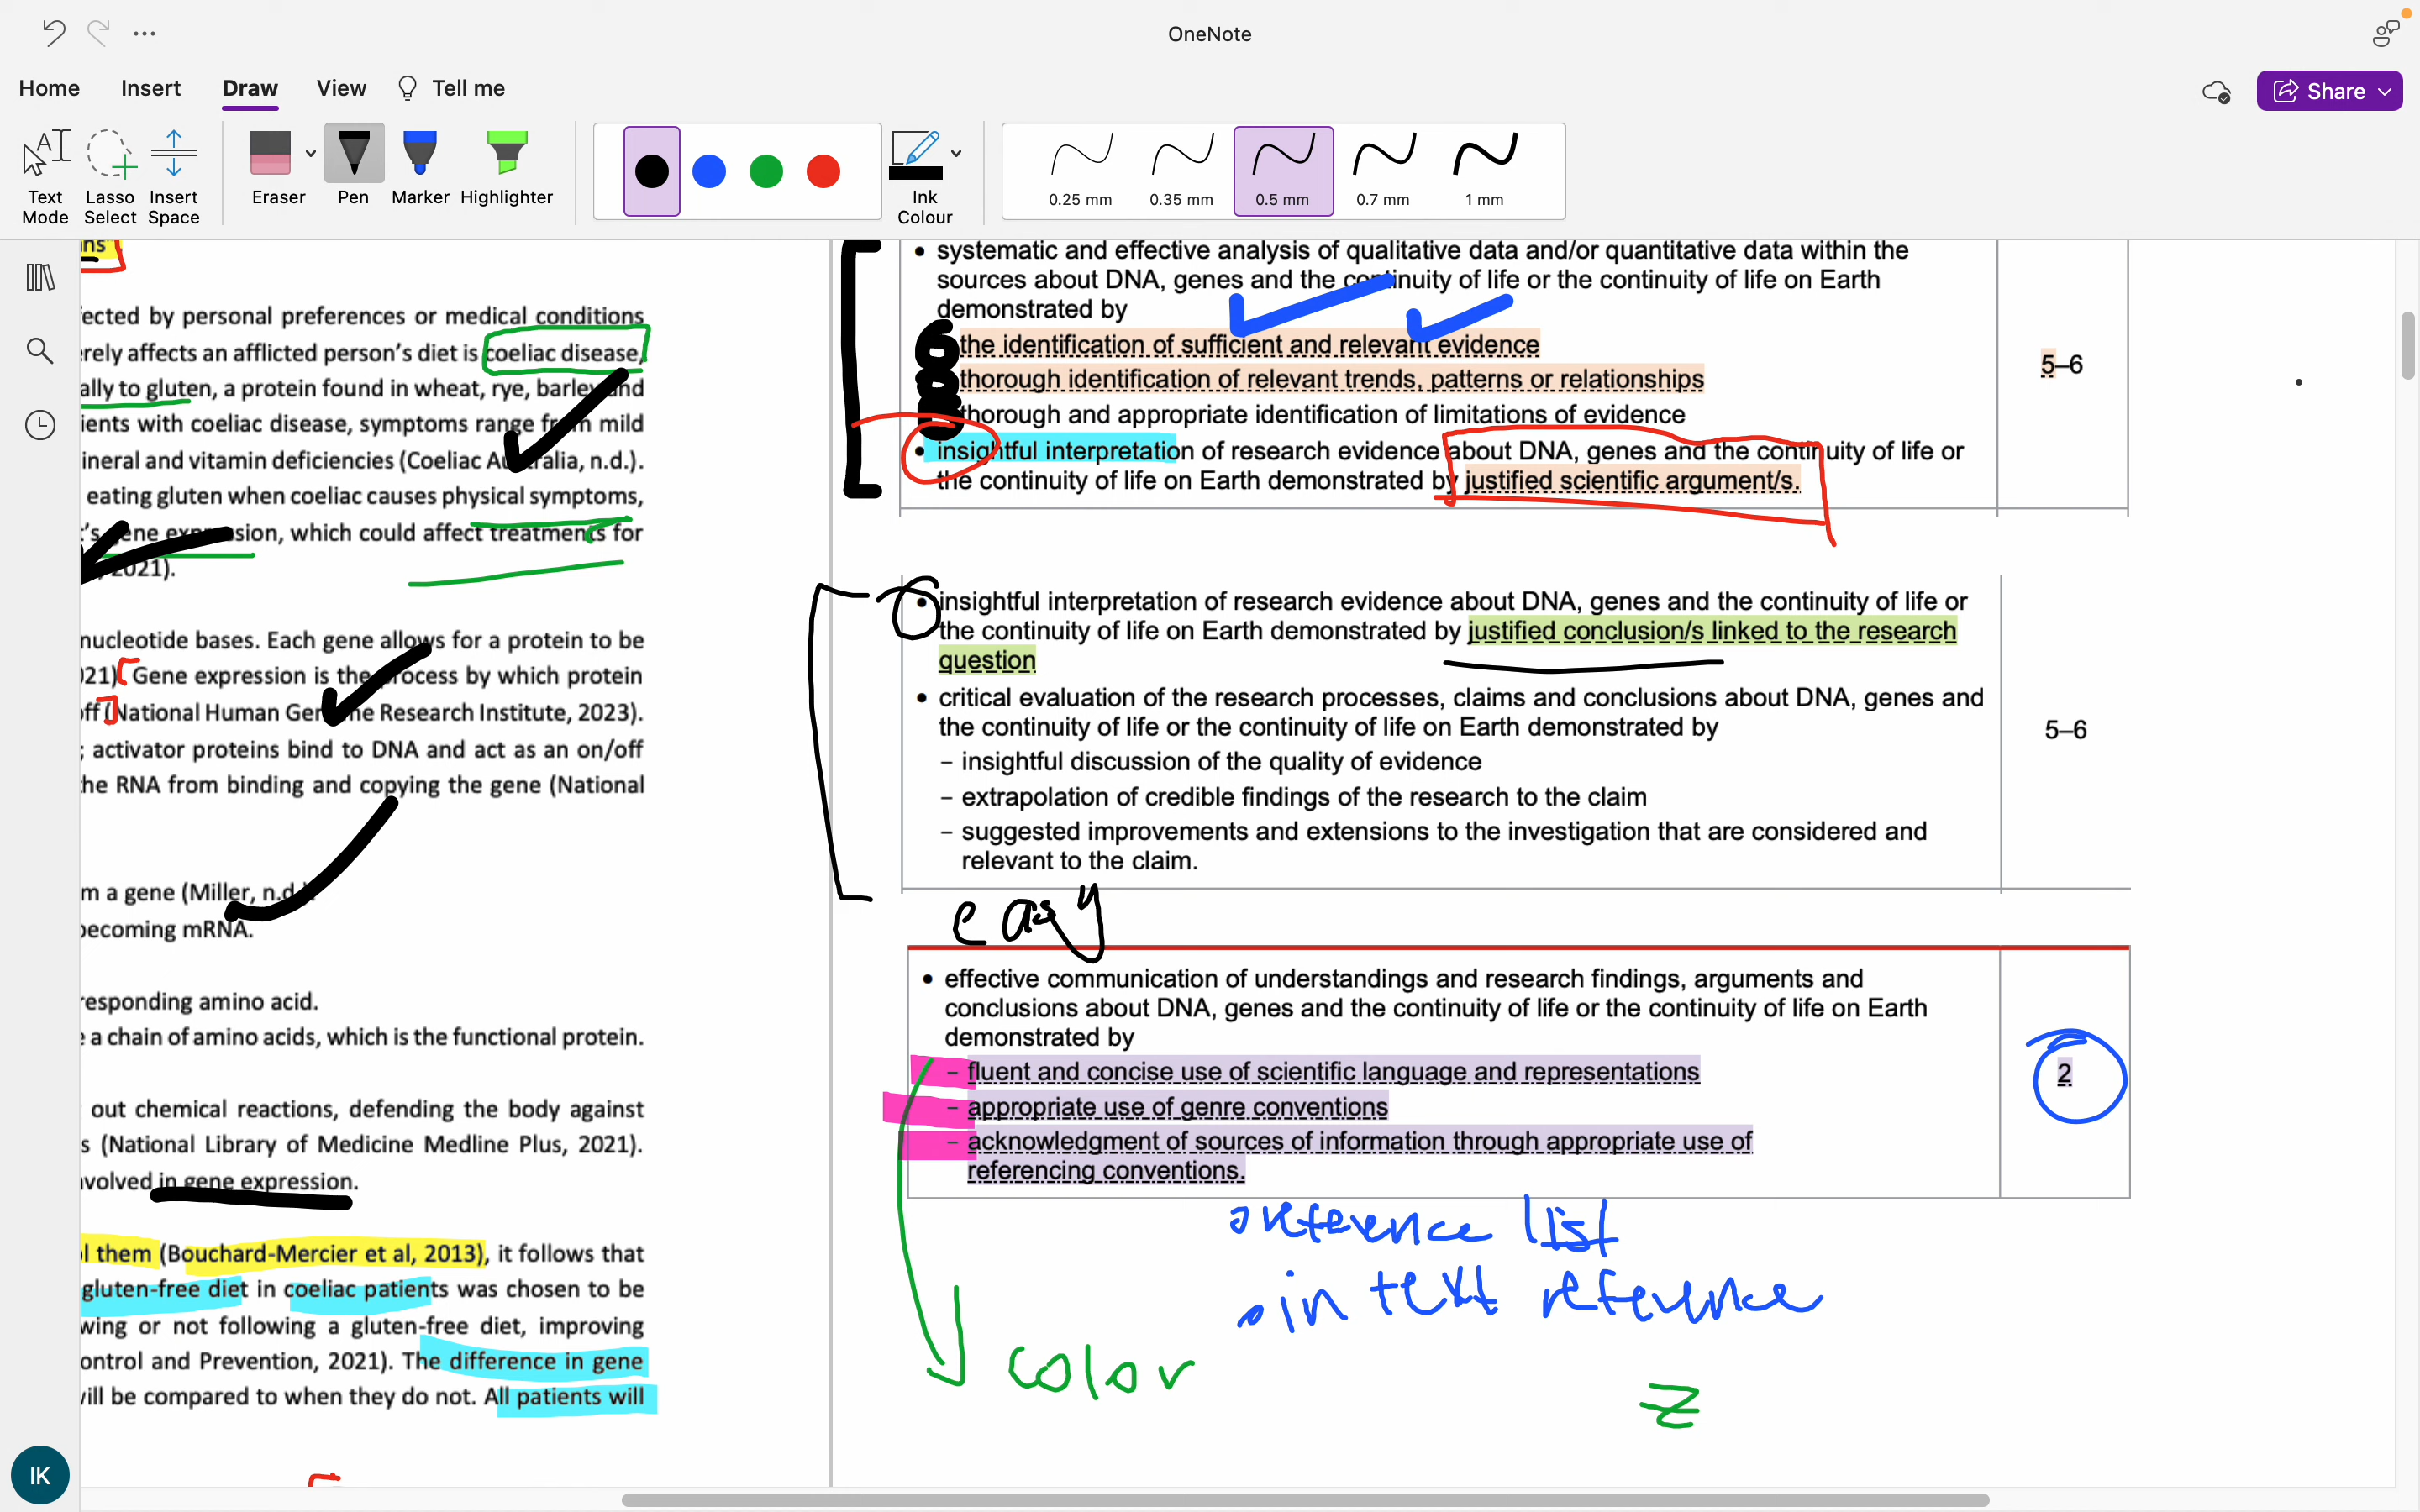 OneNote
Home Insert Draw View Tell me
Share
Text Mode
Lasso Select
Insert Space
Eraser
Pen
Marker
Highlighter
Ink Colour
0.25 mm
0.35 mm
0.5 mm
0.7 mm
1 mm
ns"
ected by personal preferences or medical conditions
rely affects an afflicted person's diet is coeliac disease,
ally to gluten, a protein found in wheat, rye, barley and
ients with coeliac disease, symptoms range from mild
ineral and vitamin deficiencies (Coeliac Australia, n.d.).
eating gluten when coeliac causes physical symptoms,
's gene expression, which could affect treatments for
, 2021).
nucleotide bases. Each gene allows for a protein to be
021). Gene expression is the process by which protein
off (National Human Genome Research Institute, 2023).
; activator proteins bind to DNA and act as an on/off
the RNA from binding and copying the gene (National
m a gene (Miller, n.d.).
becoming mRNA.
responding amino acid.
a chain of amino acids, which is the functional protein.
out chemical reactions, defending the body against
s (National Library of Medicine Medline Plus, 2021).
nvolved in gene expression.
l them (Bouchard-Mercier et al, 2013), it follows that
gluten-free diet in coeliac patients was chosen to be
wing or not following a gluten-free diet, improving
ontrol and Prevention, 2021). The difference in gene
will be compared to when they do not. All patients will
IK
• systematic and effective analysis of qualitative data and/or quantitative data within the
sources about DNA, genes and the continuity of life or the continuity of life on Earth
demonstrated by
the identification of sufficient and relevant evidence
thorough identification of relevant trends, patterns or relationships
thorough and appropriate identification of limitations of evidence
• insightful interpretation of research evidence about DNA, genes and the continuity of life or
the continuity of life on Earth demonstrated by justified scientific argument/s.
5–6
• insightful interpretation of research evidence about DNA, genes and the continuity of life or
the continuity of life on Earth demonstrated by justified conclusion/s linked to the research
question
• critical evaluation of the research processes, claims and conclusions about DNA, genes and
the continuity of life or the continuity of life on Earth demonstrated by
– insightful discussion of the quality of evidence
– extrapolation of credible findings of the research to the claim
– suggested improvements and extensions to the investigation that are considered and
relevant to the claim.
5–6
easy
• effective communication of understandings and research findings, arguments and
conclusions about DNA, genes and the continuity of life or the continuity of life on Earth
demonstrated by
– fluent and concise use of scientific language and representations
– appropriate use of genre conventions
– acknowledgment of sources of information through appropriate use of
referencing conventions.
2
reference list
in text reference
color